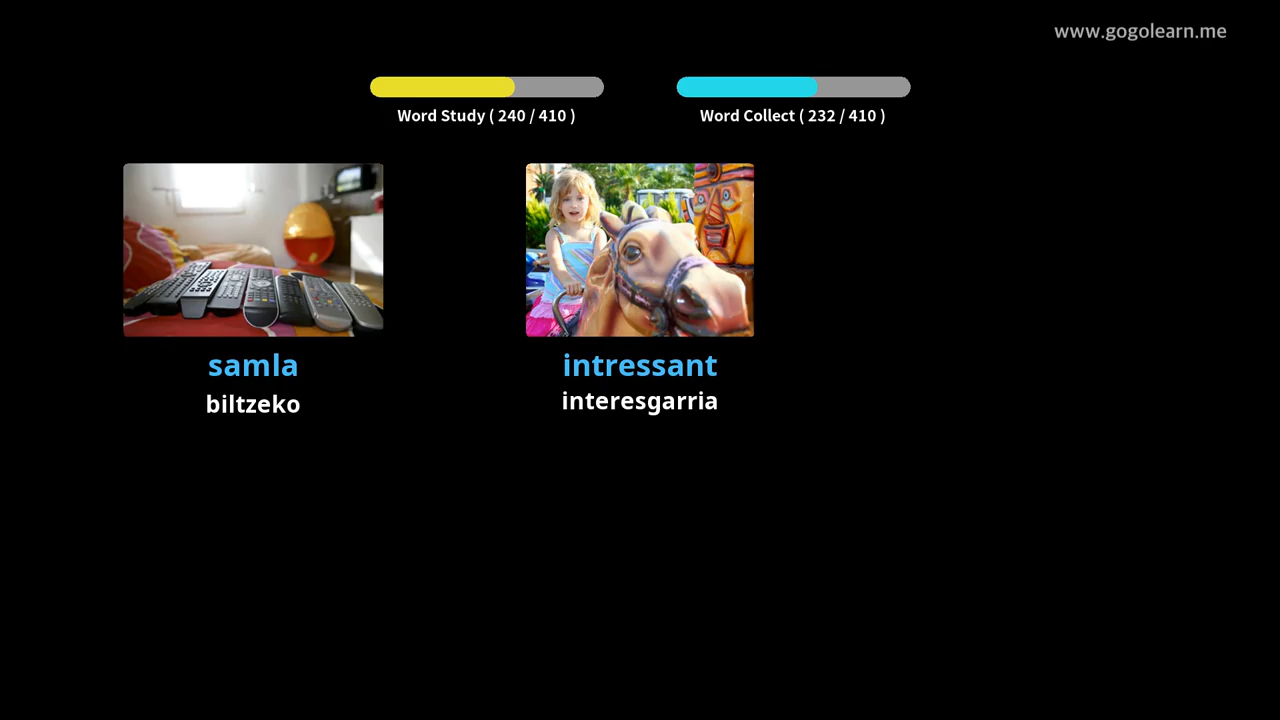 www.gogolearn.me
Word Study ( 240 / 410 )
Word Collect ( 232 / 410 )
samla
biltzeko
intressant
interesgarria